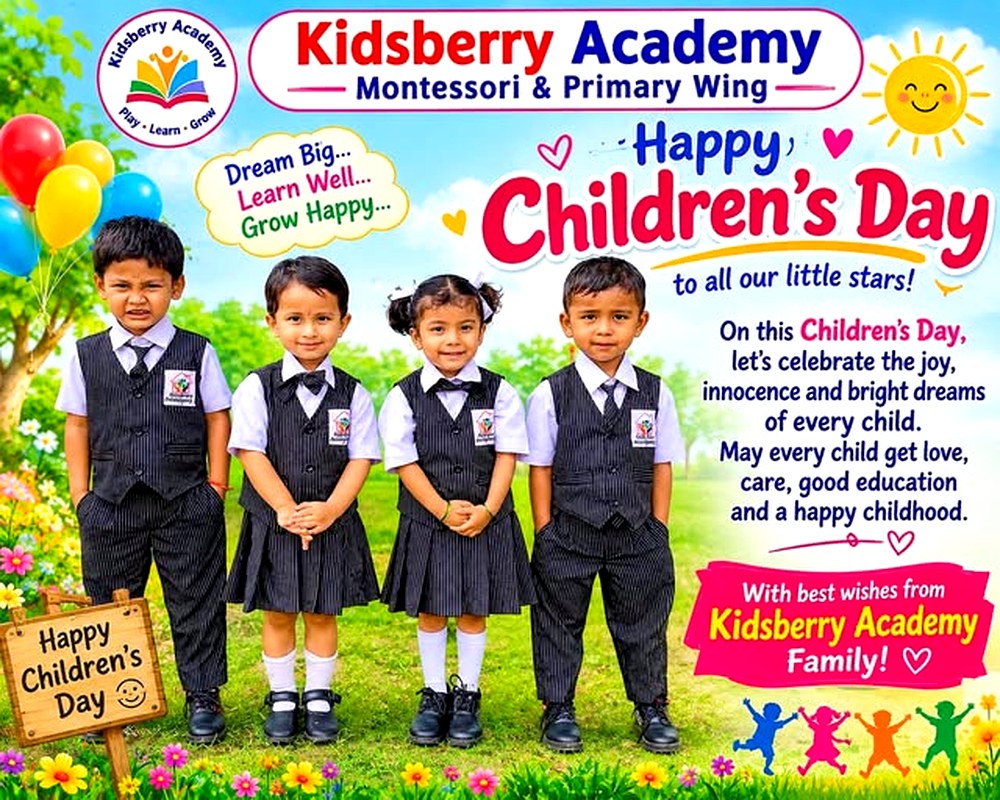 Kidsberry Academy
Play • Learn • Grow
Kidsberry Academy
Montessori & Primary Wing
Dream Big...
Learn Well...
Grow Happy...
Happy
Children's Day
to all our little stars!
On this Children's Day,
let's celebrate the joy,
innocence and bright dreams
of every child.
May every child get love,
care, good education
and a happy childhood.
With best wishes from
Kidsberry Academy
Family!
Happy
Children's
Day